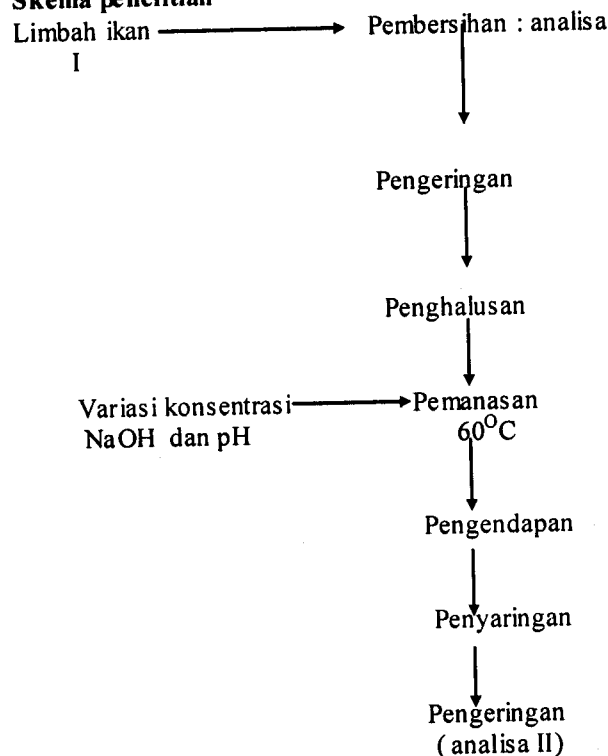 Skema penelitian
Limbah ikan
Pembersihan : analisa
I
Pengeringan
Penghalusan
Variasi konsentrasi
NaOH dan pH
Pemanasan
60°C
Pengendapan
Penyaringan
Pengeringan
( analisa II)